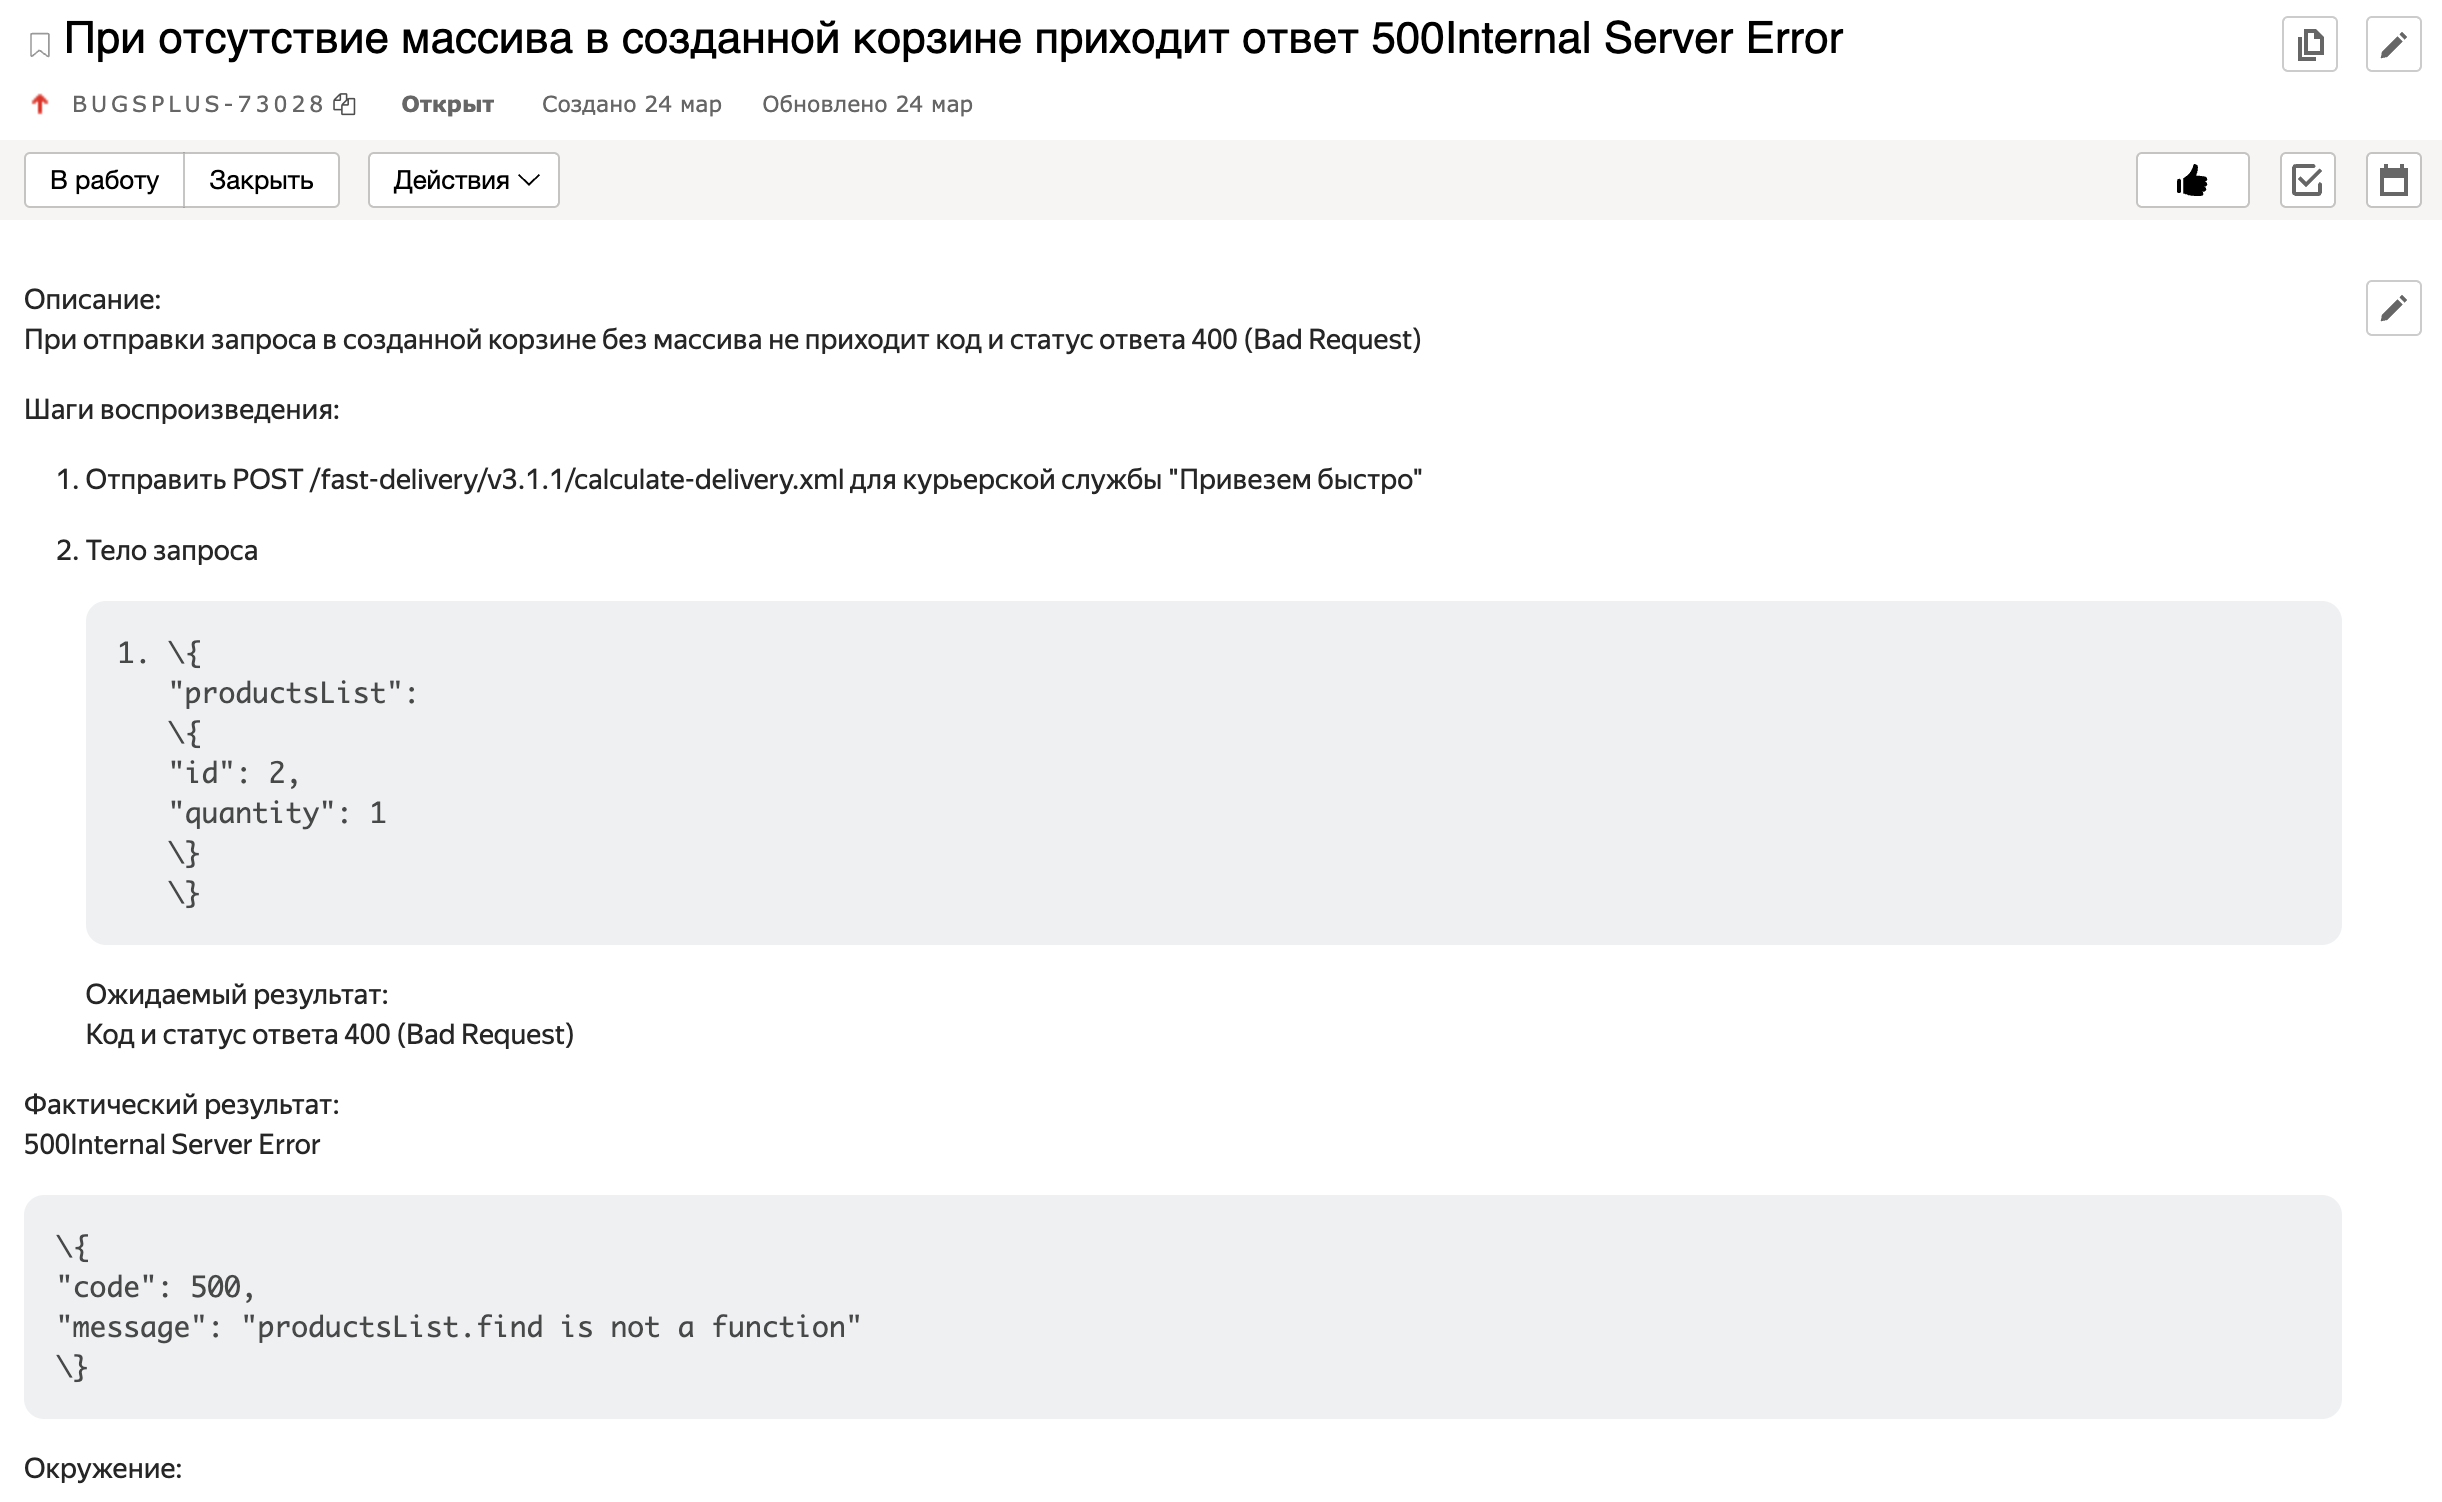 При отсутствие массива в созданной корзине приходит ответ 500Internal Server Error
BUGSPLUS-73028 Открыт Создано 24 мар Обновлено 24 мар
В работу Закрыть Действия
Описание:
При отправки запроса в созданной корзине без массива не приходит код и статус ответа 400 (Bad Request)
Шаги воспроизведения:
1. Отправить POST /fast-delivery/v3.1.1/calculate-delivery.xml для курьерской службы "Привезем быстро"
2. Тело запроса
1. \{
"productsList":
\{
"id": 2,
"quantity": 1
\}
\}
Ожидаемый результат:
Код и статус ответа 400 (Bad Request)
Фактический результат:
500Internal Server Error
\{
"code": 500,
"message": "productsList.find is not a function"
\}
Окружение: